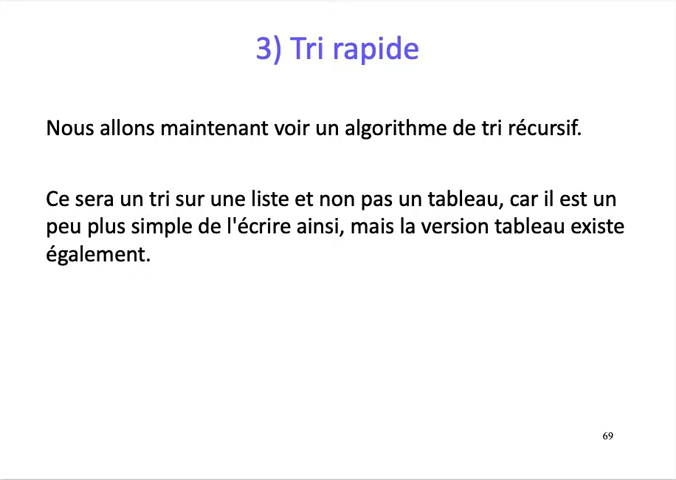 3) Tri rapide
Nous allons maintenant voir un algorithme de tri récursif.
Ce sera un tri sur une liste et non pas un tableau, car il est un
peu plus simple de l'écrire ainsi, mais la version tableau existe
également.
69